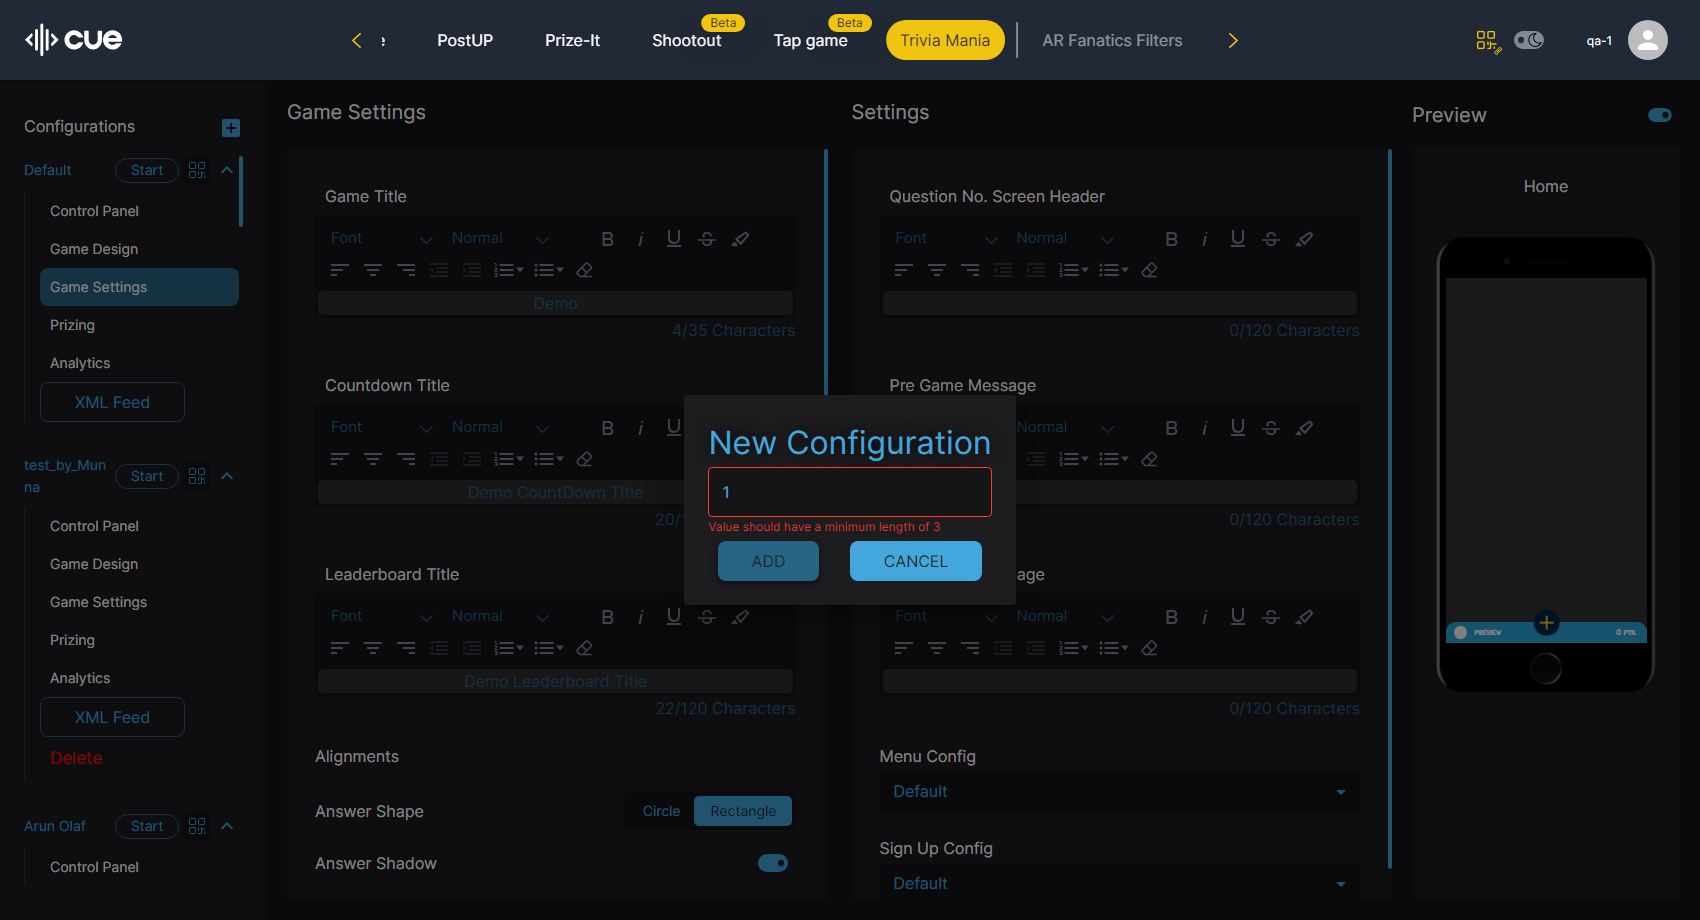 cue
PostUP
Prize-It
Beta
Shootout
Beta
Tap game
Trivia Mania
AR Fanatics Filters
qa-1
Configurations
Default
Start
Control Panel
Game Design
Game Settings
Prizing
Analytics
XML Feed
test_by_Mun
na
Start
Control Panel
Game Design
Game Settings
Prizing
Analytics
XML Feed
Delete
Arun Olaf
Start
Control Panel
Game Settings
Game Title
Font
Normal
Demo
4/35 Characters
Countdown Title
Font
Normal
Demo CountDown Title
20/
Leaderboard Title
Font
Normal
Demo Leaderboard Title
22/120 Characters
Alignments
Answer Shape
Circle
Rectangle
Answer Shadow
New Configuration
1
Value should have a minimum length of 3
ADD
CANCEL
Settings
Question No. Screen Header
Font
Normal
0/120 Characters
Pre Game Message
Normal
0/120 Characters
age
Font
Normal
0/120 Characters
Menu Config
Default
Sign Up Config
Default
Preview
Home
PREVIEW
0 PTS.